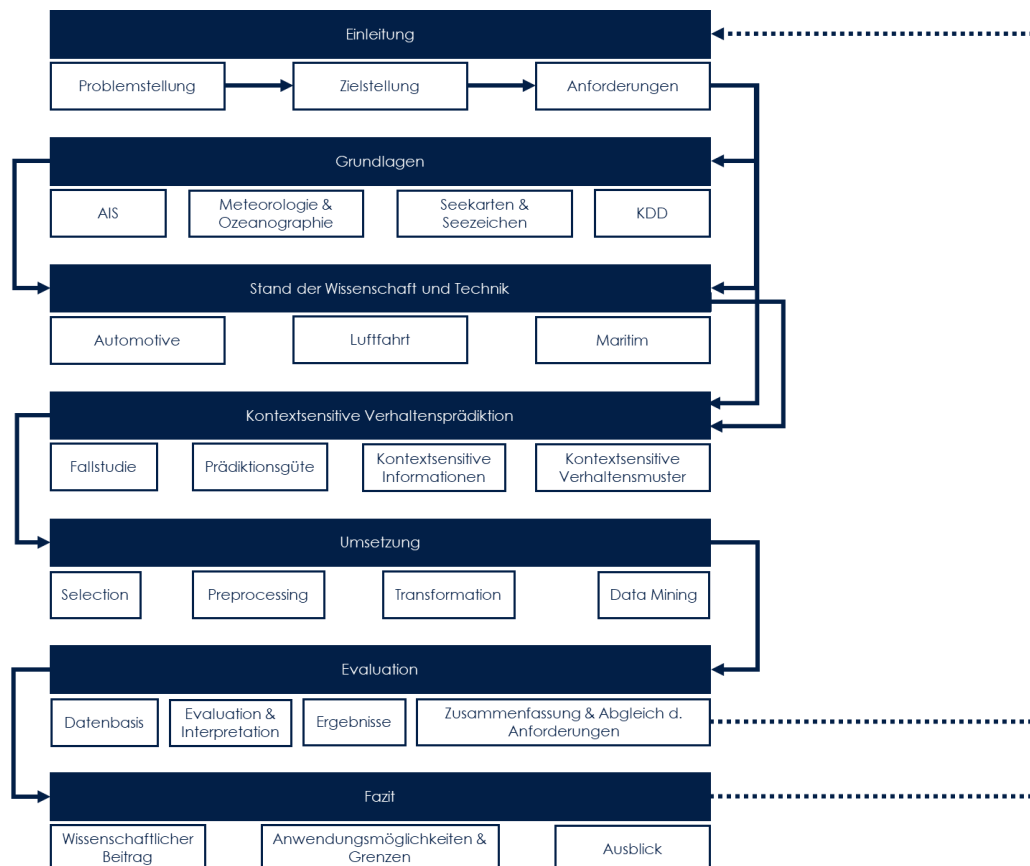 Einleitung
Problemstellung
Zielstellung
Anforderungen
Grundlagen
AIS
Meteorologie &
Ozeanographie
Seekarten &
Seezeichen
KDD
Stand der Wissenschaft und Technik
Automotive
Luftfahrt
Maritim
Kontextsensitive Verhaltensprädiktion
Fallstudie
Prädiktionsgüte
Kontextsensitive
Informationen
Kontextsensitive
Verhaltensmuster
Umsetzung
Selection
Preprocessing
Transformation
Data Mining
Evaluation
Datenbasis
Evaluation &
Interpretation
Ergebnisse
Zusammenfassung & Abgleich d.
Anforderungen
Fazit
Wissenschaftlicher
Beitrag
Anwendungsmöglichkeiten &
Grenzen
Ausblick